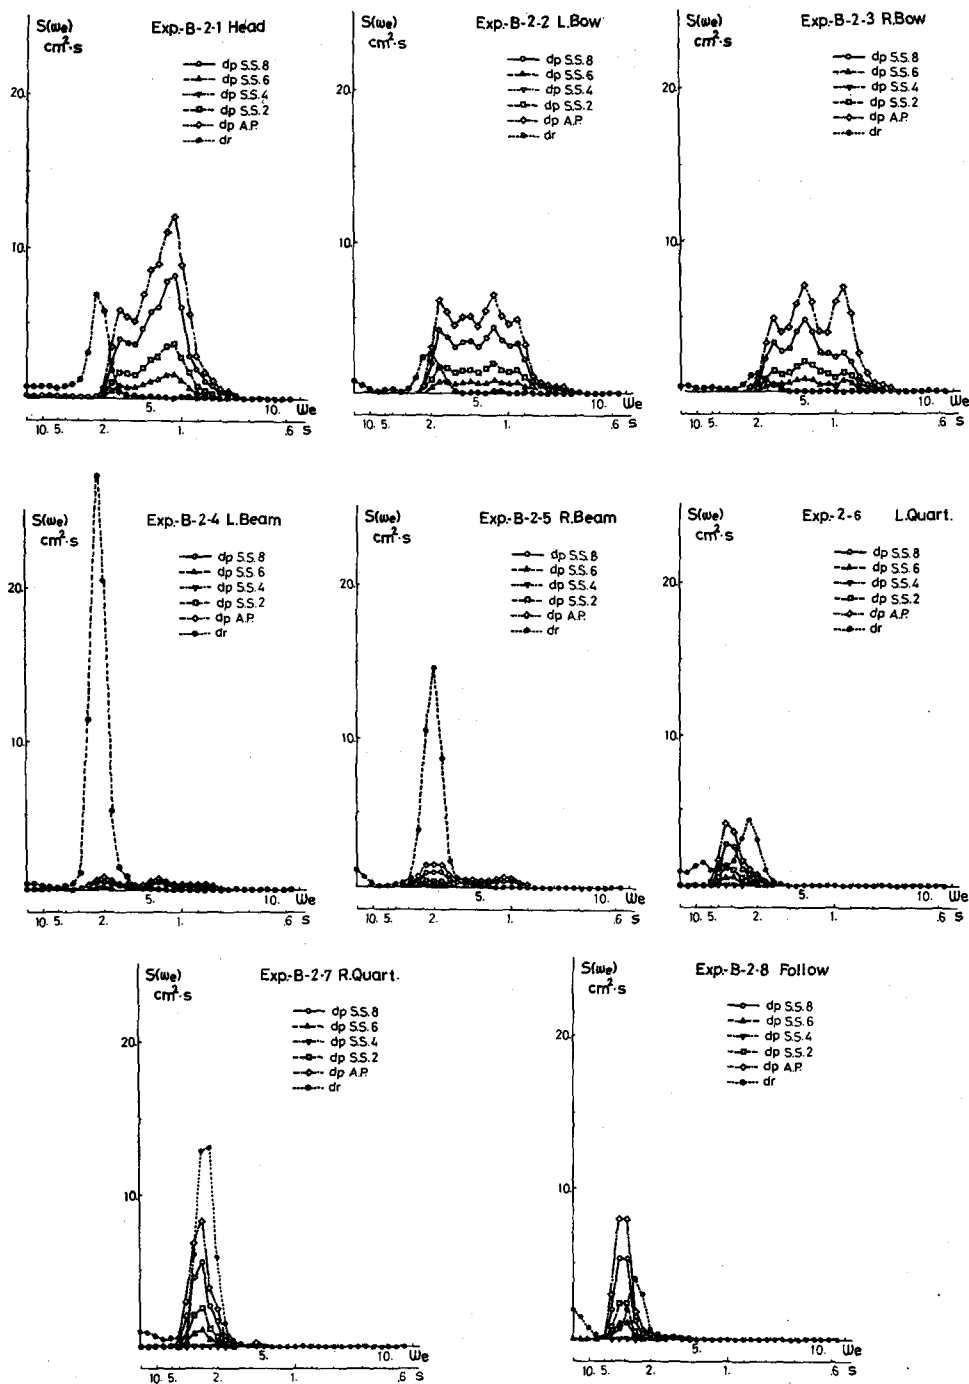 S(ωe) Exp.-B-2-1 Head
cm²·s
dp S.S.8
dp S.S.6
dp S.S.4
dp S.S.2
dp A.P.
dr
20.
10.
5. 10. ωe
10. 5. 2. 1. .6 s
S(ωe) Exp.-B-2-2 L.Bow
cm²·s
dp S.S.8
dp S.S.6
dp S.S.4
dp S.S.2
dp A.P.
dr
20.
10.
5. 10. ωe
10. 5. 2. 1. .6 s
S(ωe) Exp.-B-2-3 R.Bow
cm²·s
dp S.S.8
dp S.S.6
dp S.S.4
dp S.S.2
dp A.P.
dr
20.
10.
5. 10. ωe
10. 5. 2. 1. .6 s
S(ωe) Exp.-B-2-4 L.Beam
cm²·s
dp S.S.8
dp S.S.6
dp S.S.4
dp S.S.2
dp A.P.
dr
20.
10.
5. 10. ωe
10. 5. 2. 1. .6 s
S(ωe) Exp.-B-2-5 R.Beam
cm²·s
dp S.S.8
dp S.S.6
dp S.S.4
dp S.S.2
dp A.P.
dr
20.
10.
5. 10. ωe
10. 5. 2. 1. .6 s
S(ωe) Exp.-2-6 L.Quart.
cm²·s
dp S.S.8
dp S.S.6
dp S.S.4
dp S.S.2
dp A.P.
dr
20.
10.
5. 10. ωe
10. 5. 2. 1. .6 s
S(ωe) Exp.-B-2-7 R.Quart.
cm²·s
dp S.S.8
dp S.S.6
dp S.S.4
dp S.S.2
dp A.P.
dr
20.
10.
5. 10. ωe
10. 5. 2. 1. .6 s
S(ωe) Exp.-B-2-8 Follow
cm²·s
dp S.S.8
dp S.S.6
dp S.S.4
dp S.S.2
dp A.P.
dr
20.
10.
5. 10. ωe
10. 5. 2. 1. .6 s